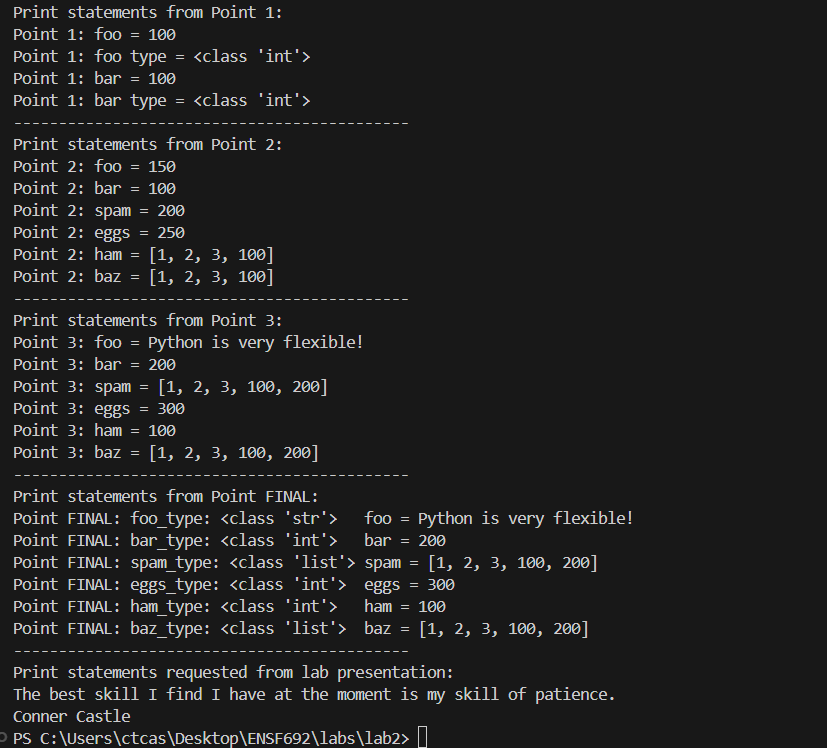 Print statements from Point 1:
Point 1: foo = 100
Point 1: foo type = <class 'int'>
Point 1: bar = 100
Point 1: bar type = <class 'int'>
--------------------------------------------
Print statements from Point 2:
Point 2: foo = 150
Point 2: bar = 100
Point 2: spam = 200
Point 2: eggs = 250
Point 2: ham = [1, 2, 3, 100]
Point 2: baz = [1, 2, 3, 100]
--------------------------------------------
Print statements from Point 3:
Point 3: foo = Python is very flexible!
Point 3: bar = 200
Point 3: spam = [1, 2, 3, 100, 200]
Point 3: eggs = 300
Point 3: ham = 100
Point 3: baz = [1, 2, 3, 100, 200]
--------------------------------------------
Print statements from Point FINAL:
Point FINAL: foo_type: <class 'str'>   foo = Python is very flexible!
Point FINAL: bar_type: <class 'int'>   bar = 200
Point FINAL: spam_type: <class 'list'> spam = [1, 2, 3, 100, 200]
Point FINAL: eggs_type: <class 'int'>  eggs = 300
Point FINAL: ham_type: <class 'int'>   ham = 100
Point FINAL: baz_type: <class 'list'>  baz = [1, 2, 3, 100, 200]
--------------------------------------------
Print statements requested from lab presentation:
The best skill I find I have at the moment is my skill of patience.
Conner Castle
PS C:\Users\ctcas\Desktop\ENSF692\labs\lab2>